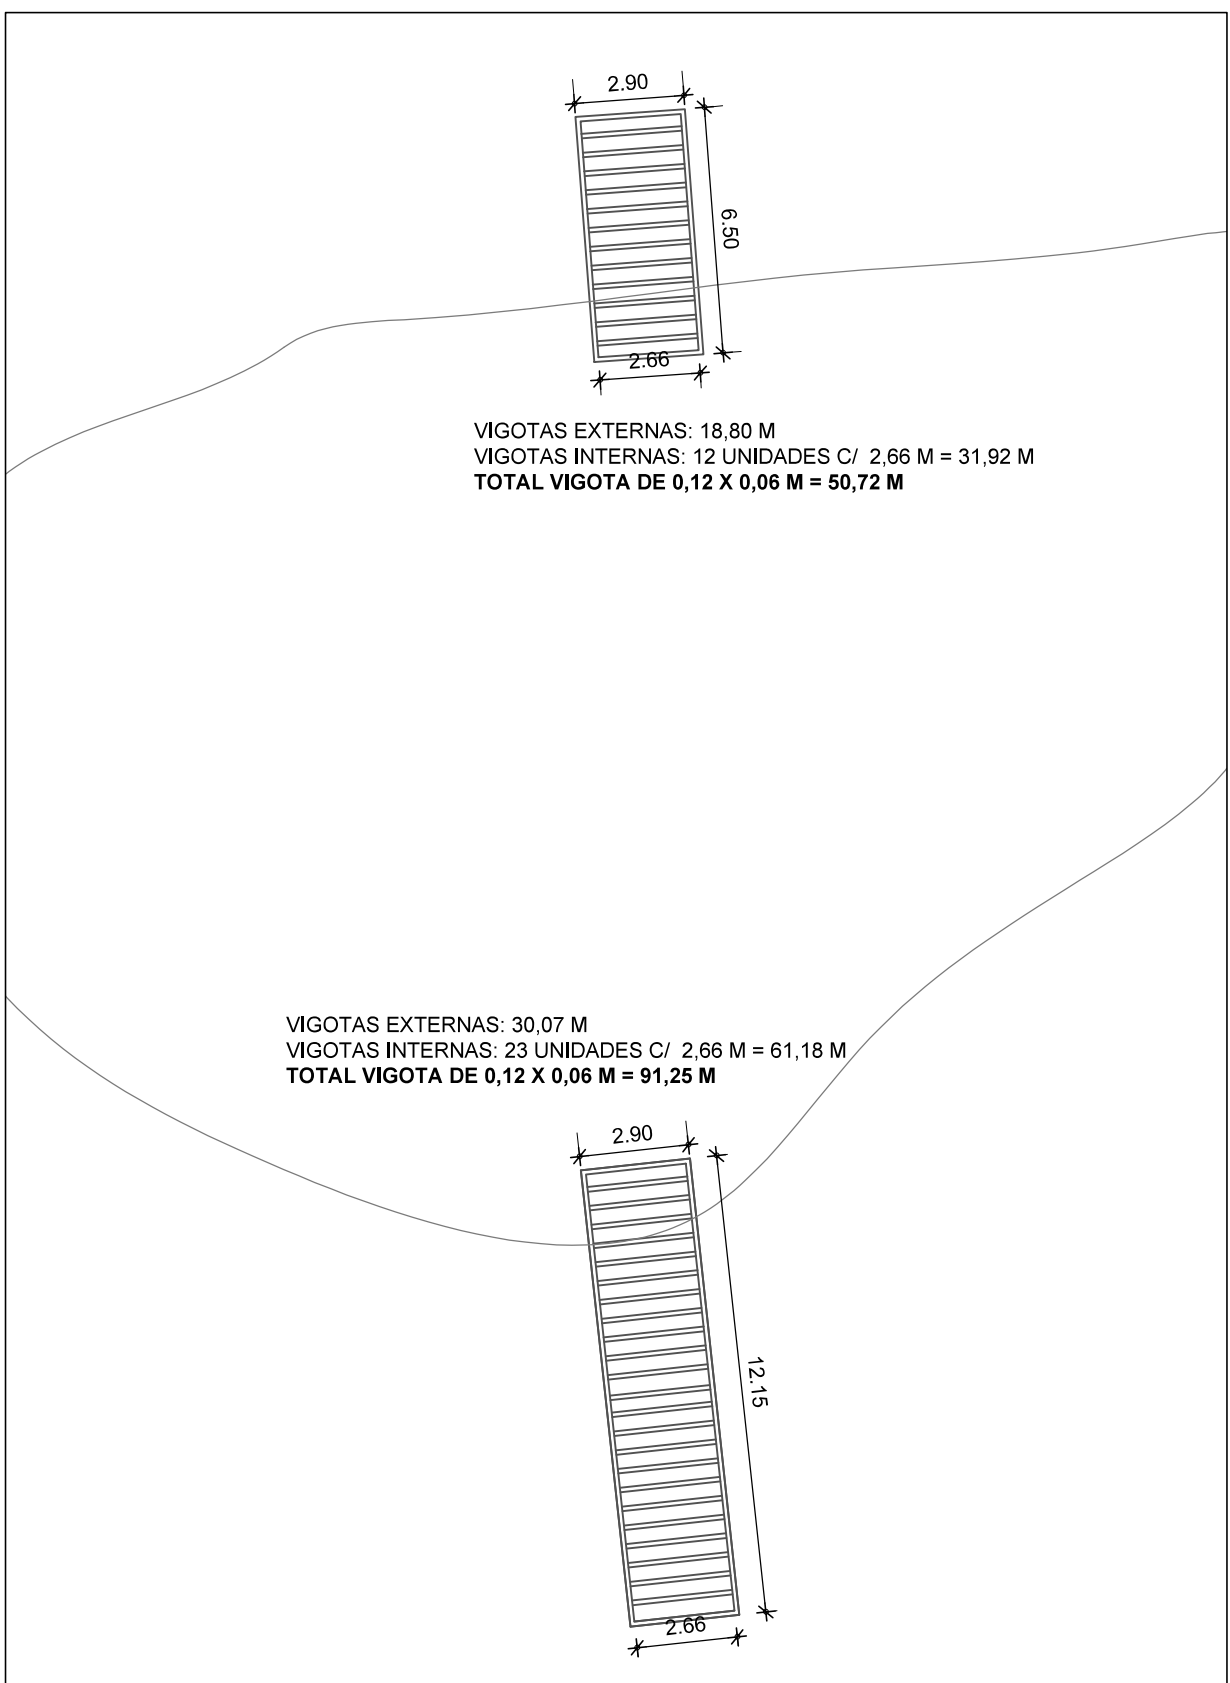 2.90
6.50
2.66
VIGOTAS EXTERNAS: 18,80 M
VIGOTAS INTERNAS: 12 UNIDADES C/ 2,66 M = 31,92 M
TOTAL VIGOTA DE 0,12 X 0,06 M = 50,72 M
VIGOTAS EXTERNAS: 30,07 M
VIGOTAS INTERNAS: 23 UNIDADES C/ 2,66 M = 61,18 M
TOTAL VIGOTA DE 0,12 X 0,06 M = 91,25 M
2.90
12.15
2.66